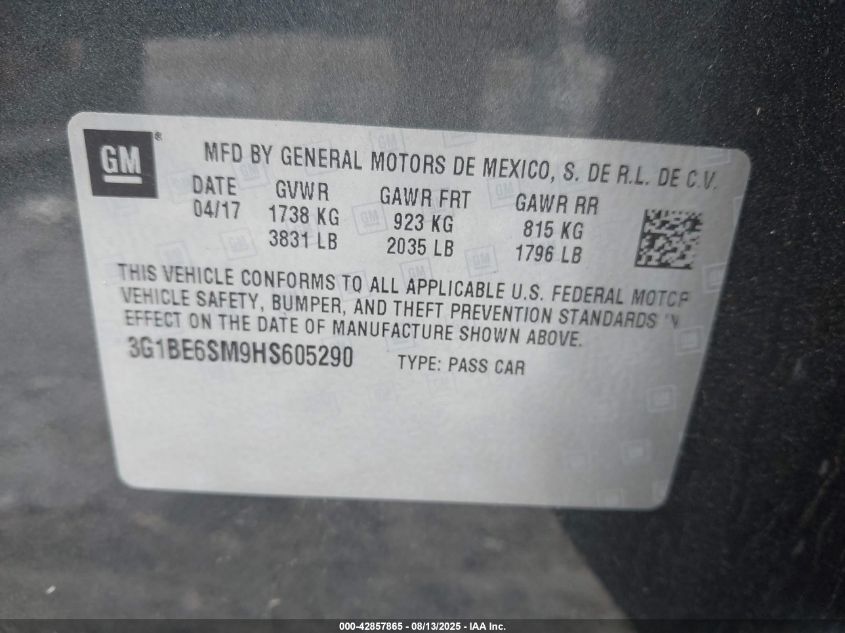 GM®
MFD BY GENERAL MOTORS DE MEXICO, S. DE R.L. DE C.V.
DATE GVWR GAWR FRT GAWR RR
04/17 1738 KG 923 KG 815 KG
3831 LB 2035 LB 1796 LB
THIS VEHICLE CONFORMS TO ALL APPLICABLE U.S. FEDERAL MOTOR
VEHICLE SAFETY, BUMPER, AND THEFT PREVENTION STANDARDS IN
EFFECT ON THE DATE OF MANUFACTURE SHOWN ABOVE.
3G1BE6SM9HS605290 TYPE: PASS CAR
000-42857865 - 08/13/2025 - IAA Inc.